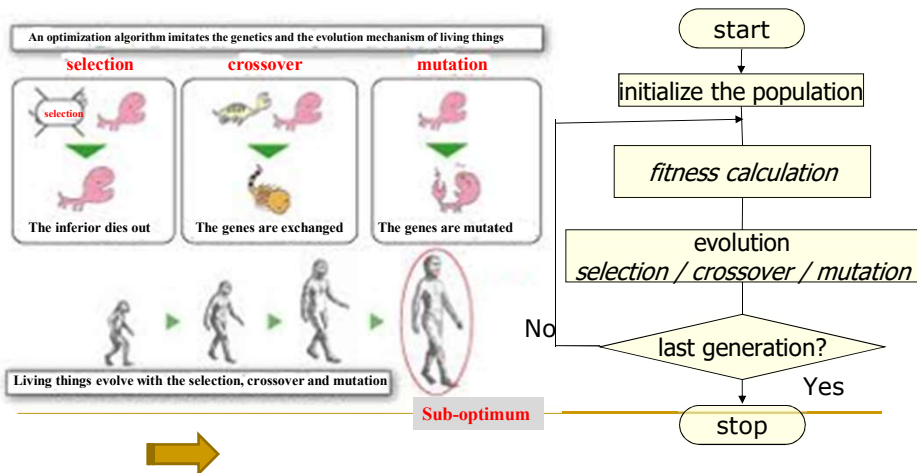 An optimization algorithm imitates the genetics and the evolution mechanism of living things
selection
crossover
mutation
selection
The inferior dies out
The genes are exchanged
The genes are mutated
Living things evolve with the selection, crossover and mutation
Sub-optimum
start
initialize the population
fitness calculation
evolution
selection / crossover / mutation
No
last generation?
Yes
stop